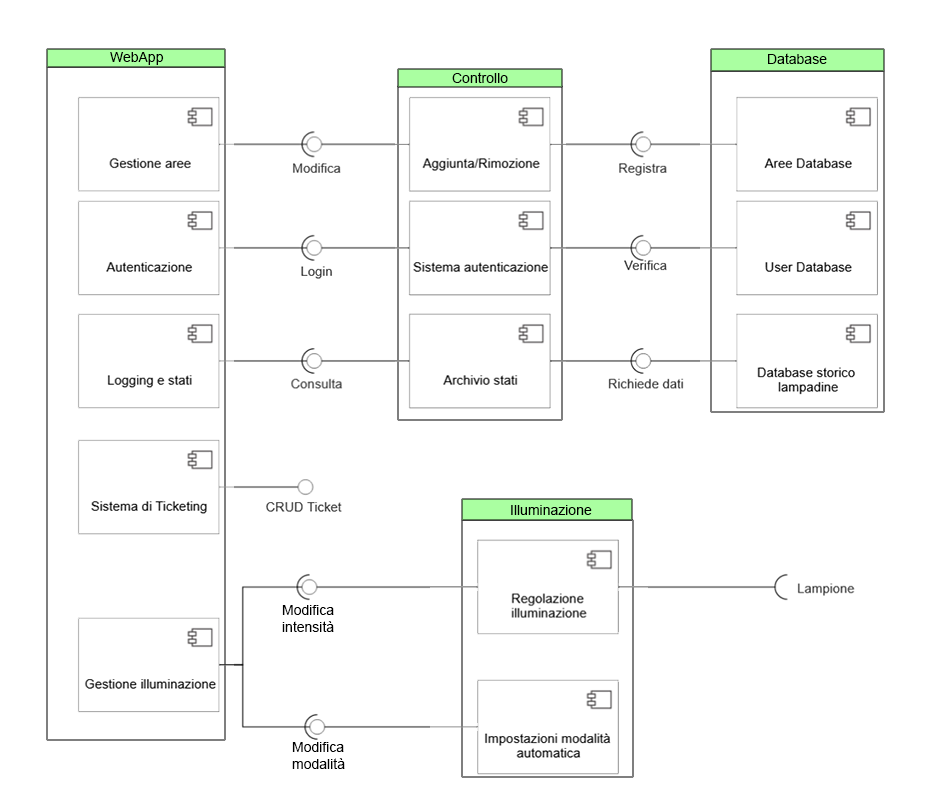 WebApp
Controllo
Database
Gestione aree
Modifica
Aggiunta/Rimozione
Registra
Aree Database
Autenticazione
Login
Sistema autenticazione
Verifica
User Database
Logging e stati
Consulta
Archivio stati
Richiede dati
Database storico
lampadine
Sistema di Ticketing
CRUD Ticket
Illuminazione
Modifica
intensità
Regolazione
illuminazione
Lampione
Gestione illuminazione
Modifica
modalità
Impostazioni modalità
automatica